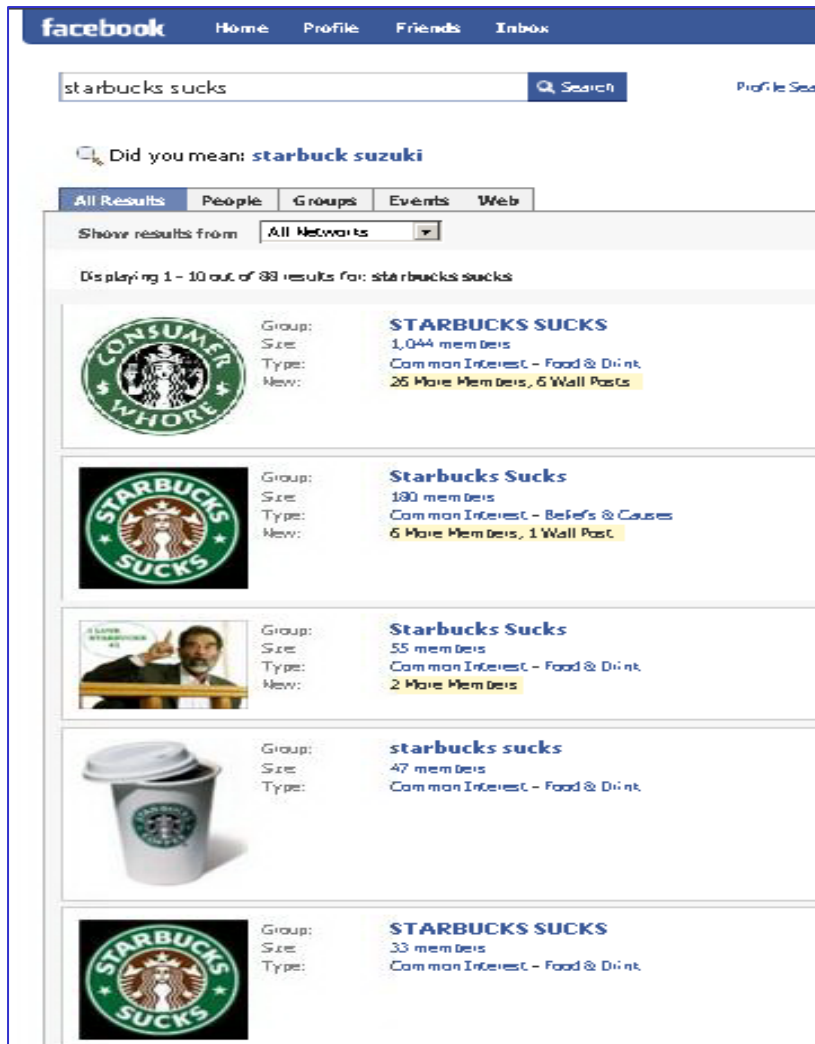 facebook Home Profile Friends Inbox
starbucks sucks Search Profile Sea
Did you mean: starbuck suzuki
All Results People Groups Events Web
Show results from All Networks
Displaying 1 - 10 out of 88 results for: starbucks sucks
CONSUMER WHORE
Group: STARBUCKS SUCKS
Size: 1,044 members
Type: Common Interest - Food & Drink
New: 26 More Members, 6 Wall Posts
STARBUCKS SUCKS
Group: Starbucks Sucks
Size: 180 members
Type: Common Interest - Beliefs & Causes
New: 6 More Members, 1 Wall Post
I LOVE
STARBUCKS
Group: Starbucks Sucks
Size: 55 members
Type: Common Interest - Food & Drink
New: 2 More Members
STARBUCKS COFFEE
Group: starbucks sucks
Size: 47 members
Type: Common Interest - Food & Drink
STARBUCKS SUCKS
Group: STARBUCKS SUCKS
Size: 33 members
Type: Common Interest - Food & Drink